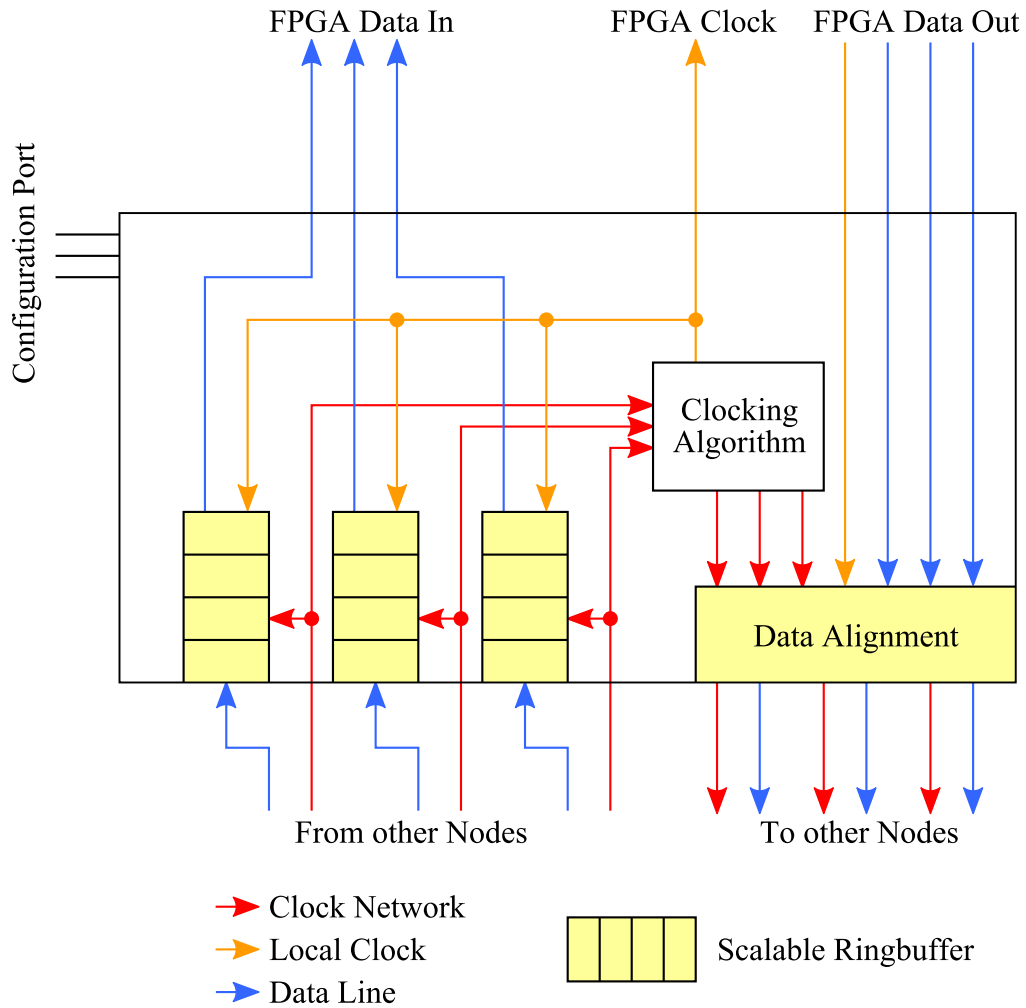 FPGA Data In
FPGA Clock
FPGA Data Out
Configuration Port
Clocking
Algorithm
Data Alignment
From other Nodes
To other Nodes
Clock Network
Local Clock
Data Line
Scalable Ringbuffer